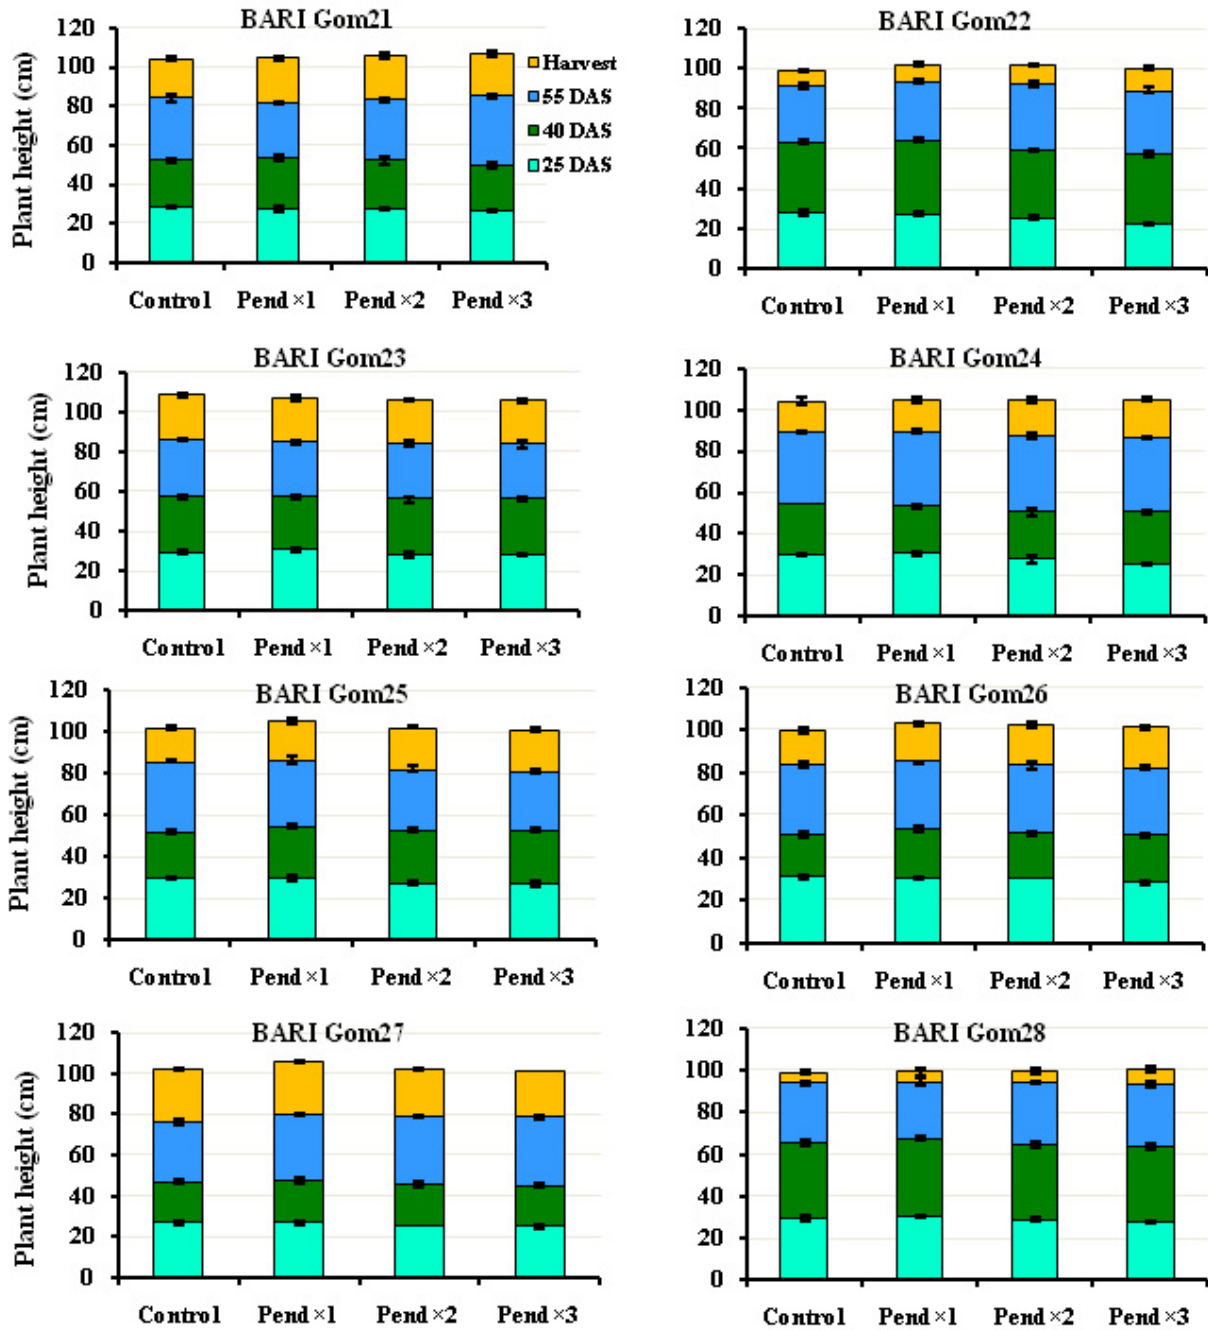 BARI Gom21
Plant height (cm)
120
100
80
60
40
20
0
Harvest
55 DAS
40 DAS
25 DAS
Control Pend ×1 Pend ×2 Pend ×3
BARI Gom22
120
100
80
60
40
20
0
Control Pend ×1 Pend ×2 Pend ×3
BARI Gom23
Plant height (cm)
120
100
80
60
40
20
0
Control Pend ×1 Pend ×2 Pend ×3
BARI Gom24
120
100
80
60
40
20
0
Control Pend ×1 Pend ×2 Pend ×3
BARI Gom25
Plant height (cm)
120
100
80
60
40
20
0
Control Pend ×1 Pend ×2 Pend ×3
BARI Gom26
120
100
80
60
40
20
0
Control Pend ×1 Pend ×2 Pend ×3
BARI Gom27
Plant height (cm)
120
100
80
60
40
20
0
Control Pend ×1 Pend ×2 Pend ×3
BARI Gom28
120
100
80
60
40
20
0
Control Pend ×1 Pend ×2 Pend ×3